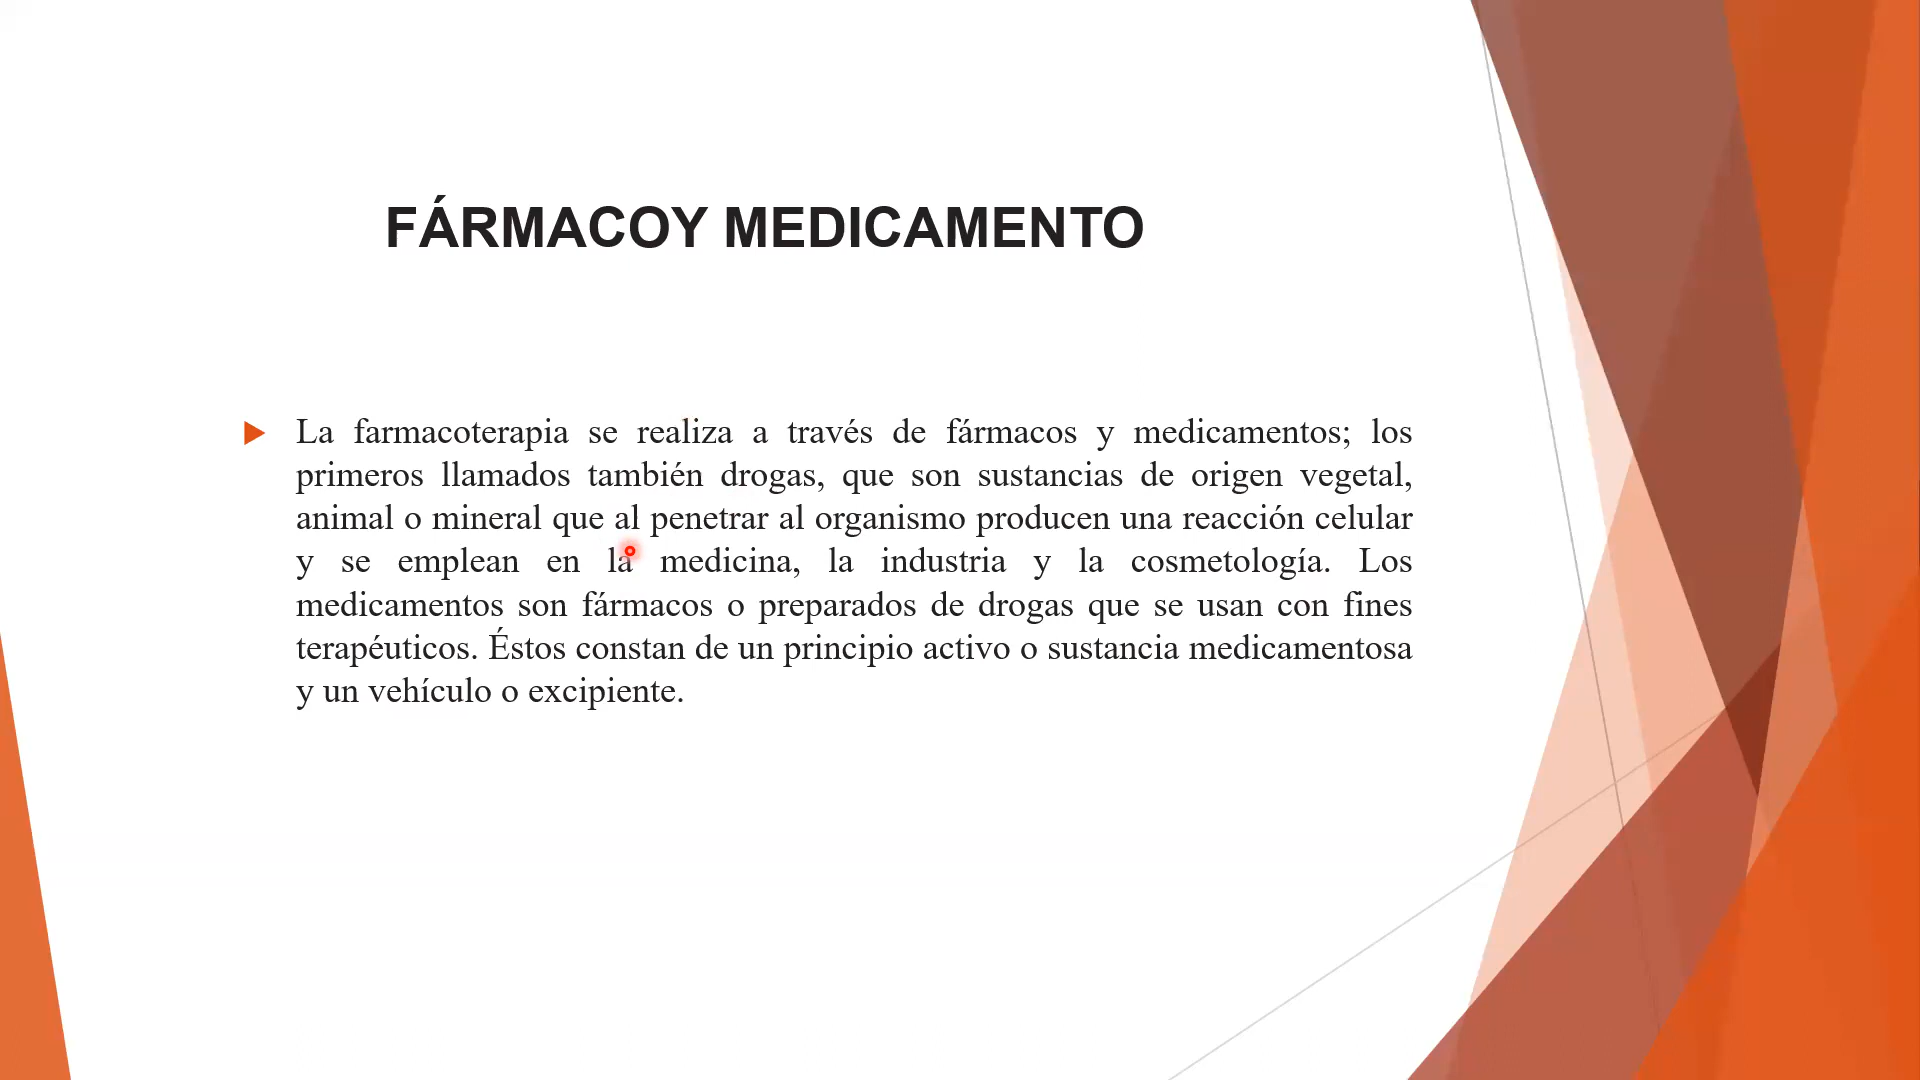 FÁRMACOY MEDICAMENTO
La farmacoterapia se realiza a través de fármacos y medicamentos; los
primeros llamados también drogas, que son sustancias de origen vegetal,
animal o mineral que al penetrar al organismo producen una reacción celular
y se emplean en la medicina, la industria y la cosmetología. Los
medicamentos son fármacos o preparados de drogas que se usan con fines
terapéuticos. Éstos constan de un principio activo o sustancia medicamentosa
y un vehículo o excipiente.